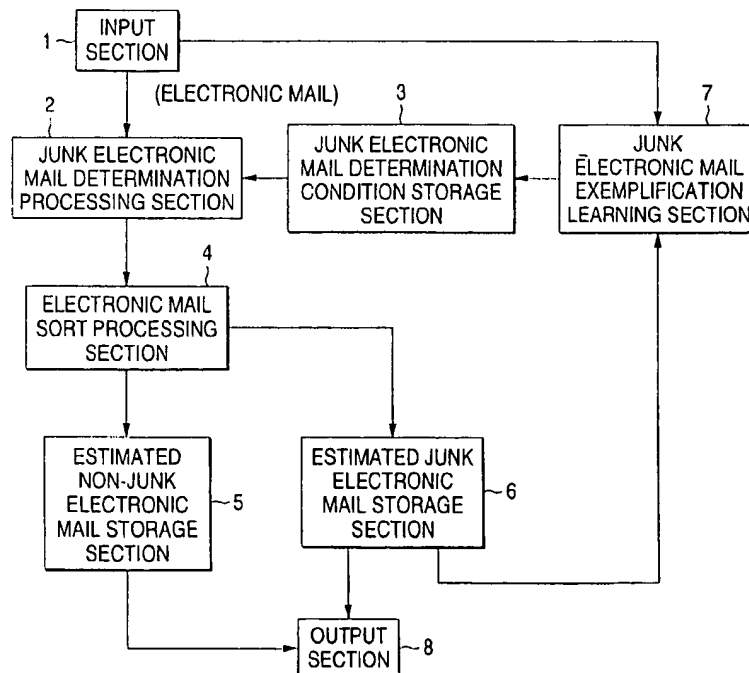 1
INPUT
SECTION
(ELECTRONIC MAIL)
2
JUNK ELECTRONIC
MAIL DETERMINATION
PROCESSING SECTION
3
JUNK ELECTRONIC
MAIL DETERMINATION
CONDITION STORAGE
SECTION
7
JUNK
ELECTRONIC MAIL
EXEMPLIFICATION
LEARNING SECTION
4
ELECTRONIC MAIL
SORT PROCESSING
SECTION
ESTIMATED
NON-JUNK
ELECTRONIC
MAIL STORAGE
SECTION
5
ESTIMATED JUNK
ELECTRONIC
MAIL STORAGE
SECTION
6
OUTPUT
SECTION
8